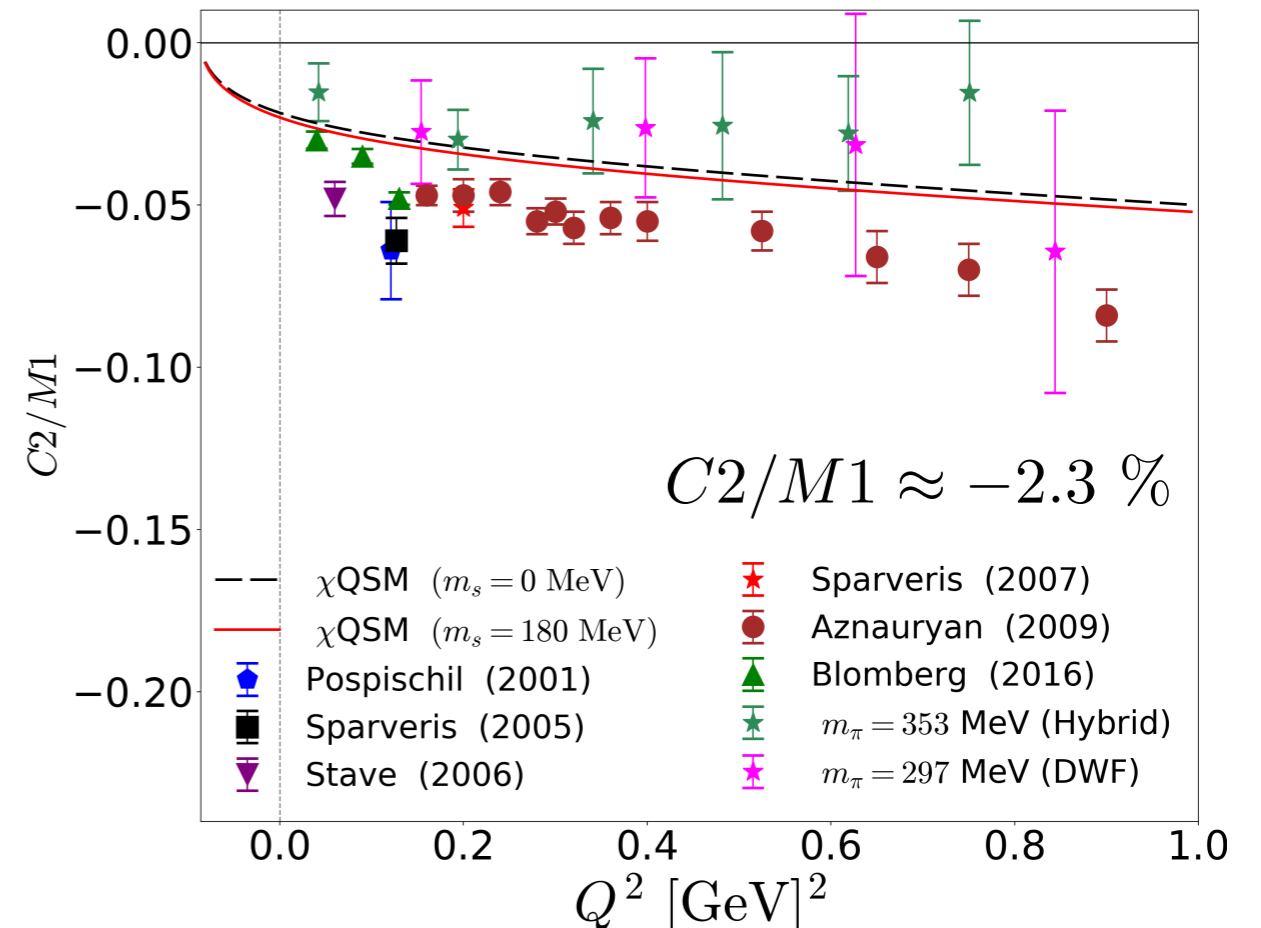 0.00
−0.05
−0.10
−0.15
−0.20
C2/M1
C2/M1 ≈ −2.3 %
χQSM (m_s = 0 MeV)
χQSM (m_s = 180 MeV)
Pospischil (2001)
Sparveris (2005)
Stave (2006)
Sparveris (2007)
Aznauryan (2009)
Blomberg (2016)
m_π = 353 MeV (Hybrid)
m_π = 297 MeV (DWF)
0.0 0.2 0.4 0.6 0.8 1.0
Q² [GeV]²